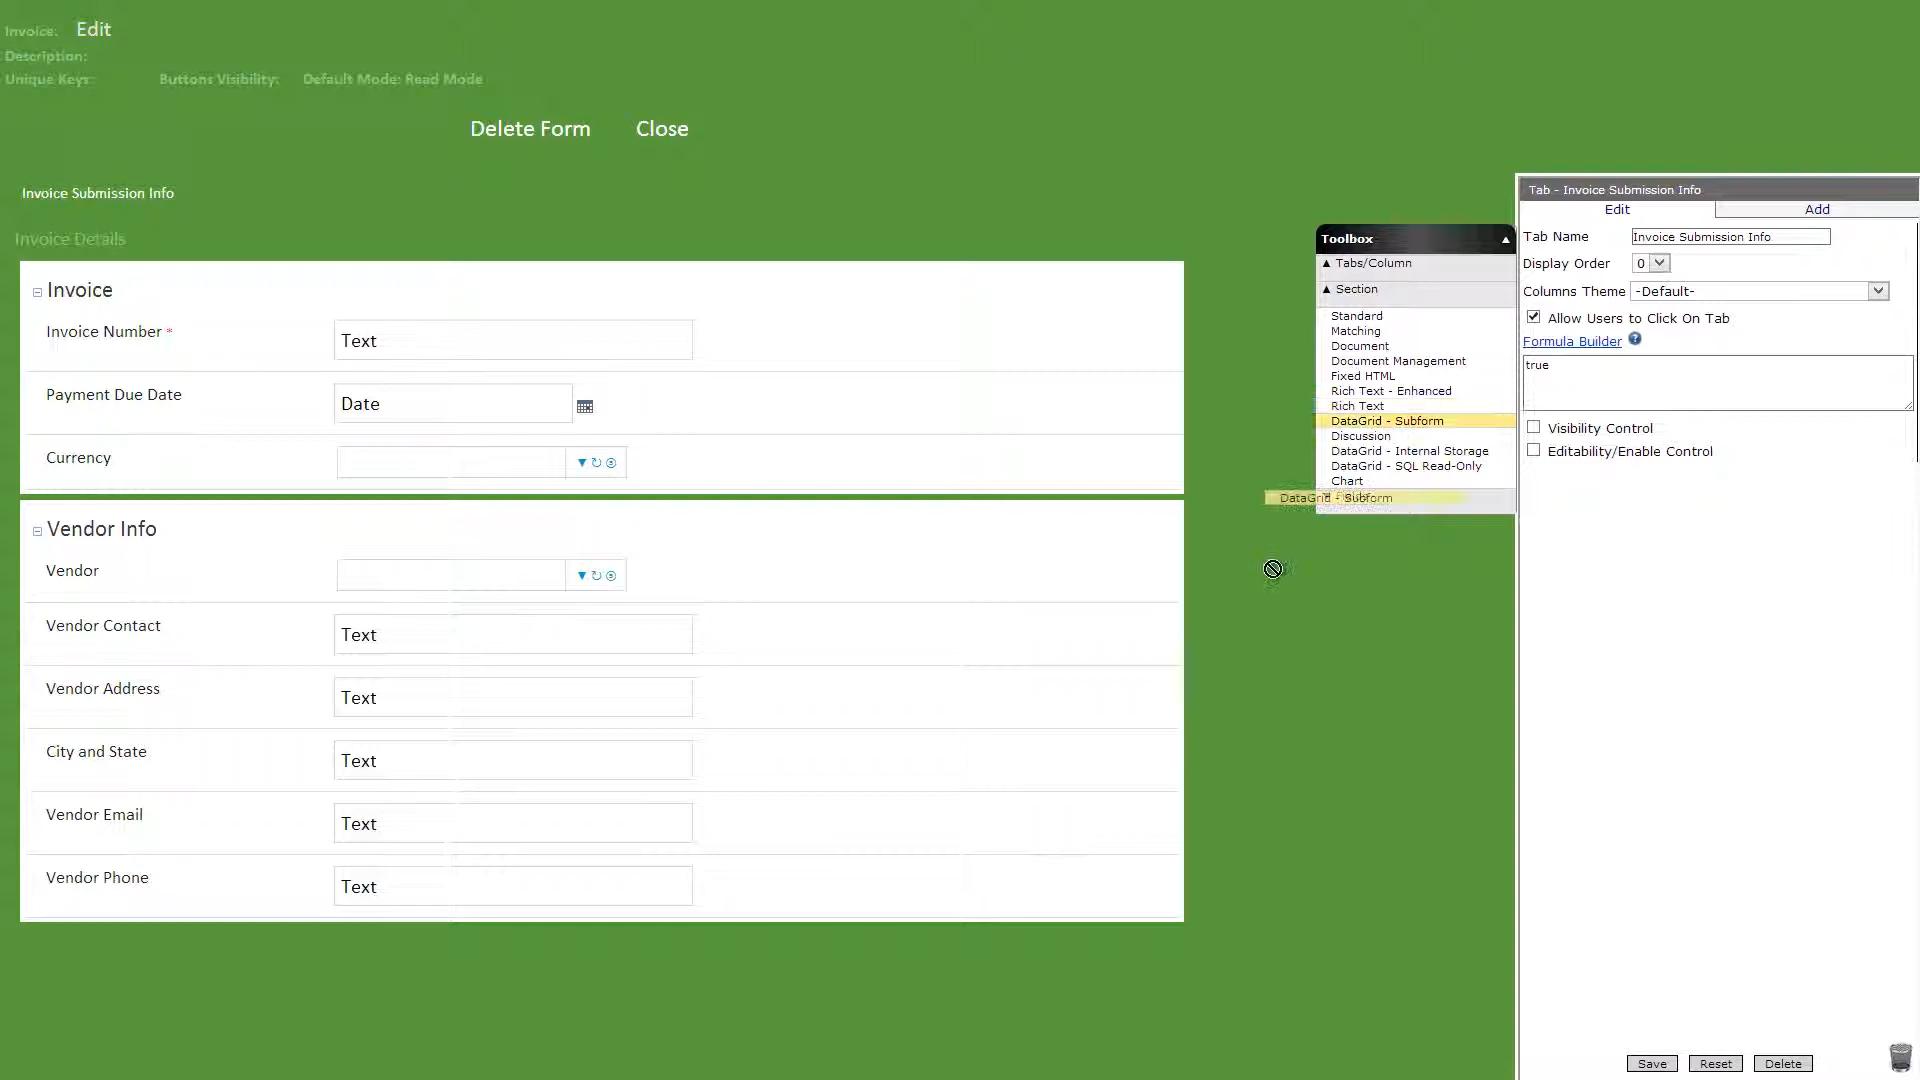 Invoice: Edit
Description:
Unique Keys: Buttons Visibility: Default Mode: Read Mode
Delete Form Close
Invoice Submission Info
Invoice Details
Invoice
Invoice Number *
Text
Payment Due Date
Date
Currency
Vendor Info
Vendor
Vendor Contact
Text
Vendor Address
Text
City and State
Text
Vendor Email
Text
Vendor Phone
Text
Toolbox
Tabs/Column
Section
Standard
Matching
Document
Document Management
Fixed HTML
Rich Text - Enhanced
Rich Text
DataGrid - Subform
Discussion
DataGrid - Internal Storage
DataGrid - SQL Read-Only
Chart
DataGrid - Subform
Tab - Invoice Submission Info
Edit Add
Tab Name Invoice Submission Info
Display Order 0
Columns Theme -Default-
Allow Users to Click On Tab
Formula Builder ?
true
Visibility Control
Editability/Enable Control
Save Reset Delete